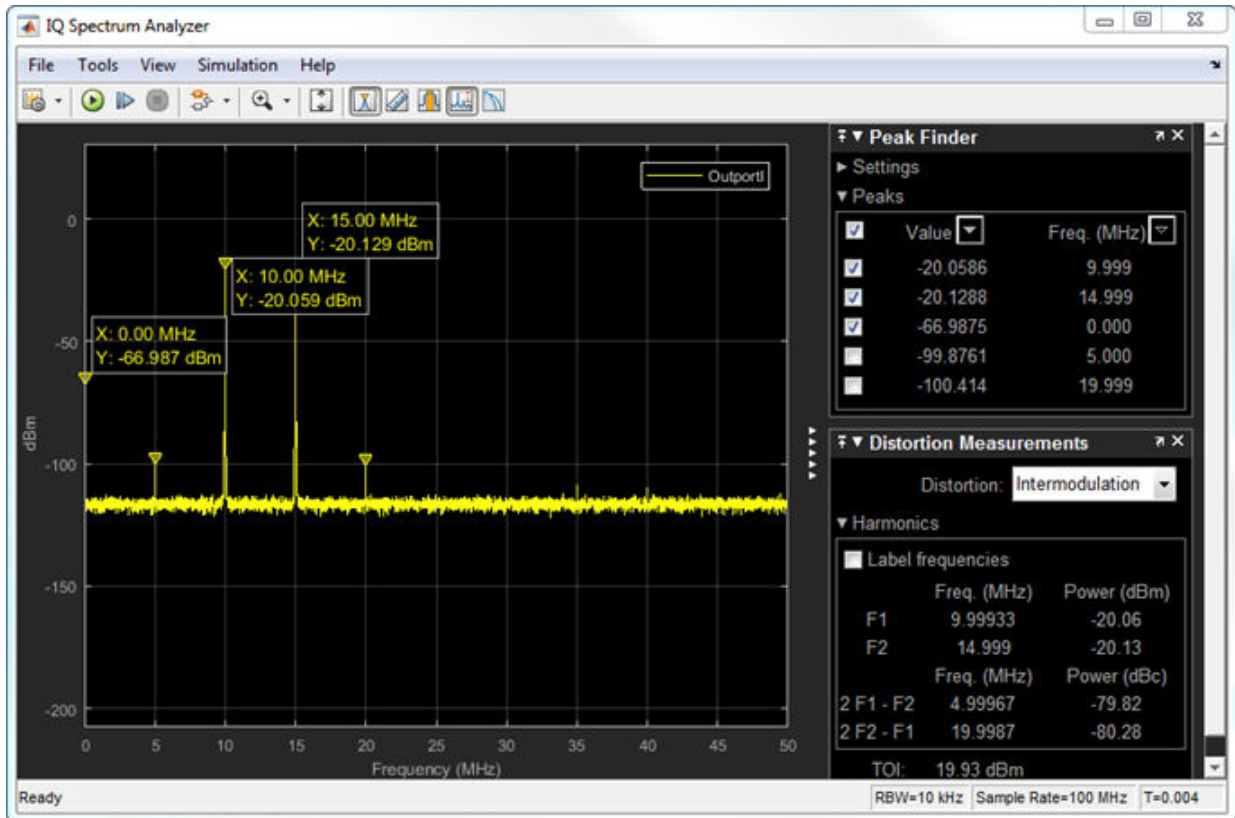 IQ Spectrum Analyzer
File Tools View Simulation Help
OutportI
X: 15.00 MHz
Y: -20.129 dBm
X: 10.00 MHz
Y: -20.059 dBm
X: 0.00 MHz
Y: -66.987 dBm
0
-50
-100
-150
-200
dBm
0 5 10 15 20 25 30 35 40 45 50
Frequency (MHz)
Peak Finder
Settings
Peaks
Value Freq. (MHz)
-20.0586 9.999
-20.1288 14.999
-66.9875 0.000
-99.8761 5.000
-100.414 19.999
Distortion Measurements
Distortion: Intermodulation
Harmonics
Label frequencies
Freq. (MHz) Power (dBm)
F1 9.99933 -20.06
F2 14.999 -20.13
Freq. (MHz) Power (dBc)
2 F1 - F2 4.99967 -79.82
2 F2 - F1 19.9987 -80.28
TOI: 19.93 dBm
Ready RBW=10 kHz Sample Rate=100 MHz T=0.004